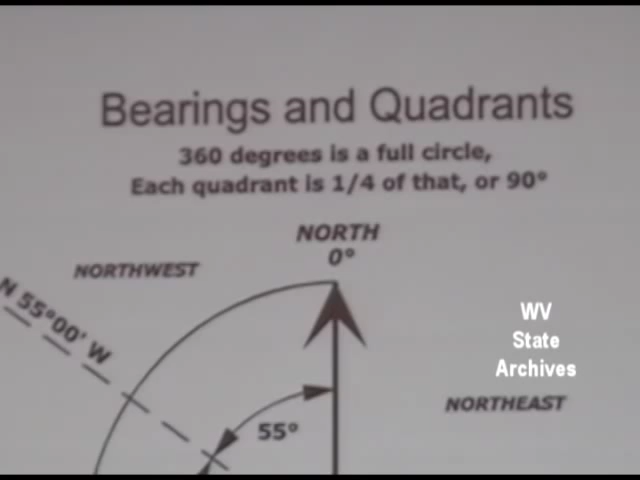 Bearings and Quadrants
360 degrees is a full circle,
Each quadrant is 1/4 of that, or 90°
NORTH
0°
NORTHWEST
N 55°00' W
WV
State
Archives
NORTHEAST
55°